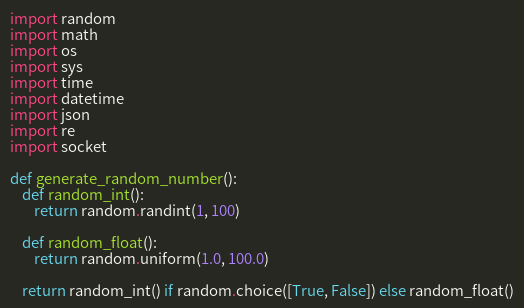 import random
import math
import os
import sys
import time
import datetime
import json
import re
import socket

def generate_random_number():
   def random_int():
      return random.randint(1, 100)

   def random_float():
      return random.uniform(1.0, 100.0)

   return random_int() if random.choice([True, False]) else random_float()